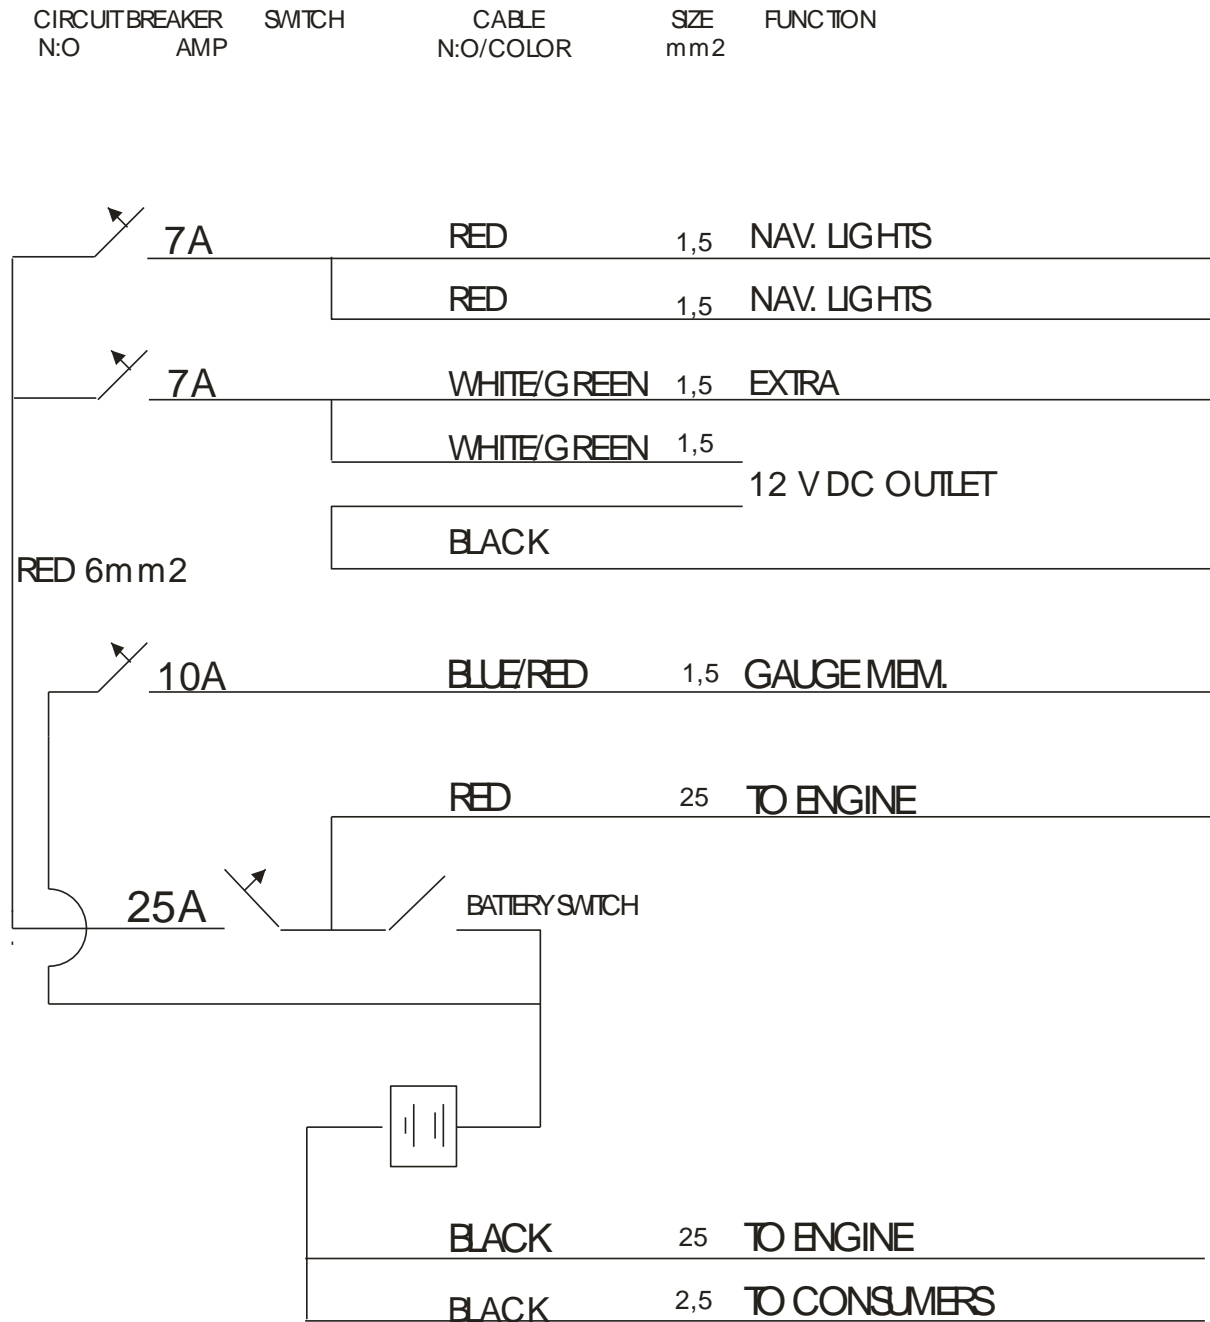 CIRCUIT BREAKER SWITCH CABLE SIZE FUNCTION
N:O AMP N:O/COLOR mm2
7A RED 1,5 NAV. LIGHTS
RED 1,5 NAV. LIGHTS
7A WHITE/GREEN 1,5 EXTRA
WHITE/GREEN 1,5
12 V DC OUTLET
BLACK
RED 6mm2
10A BLUE/RED 1,5 GAUGE MEM.
RED 25 TO ENGINE
25A BATTERY SWITCH
BLACK 25 TO ENGINE
BLACK 2,5 TO CONSUMERS